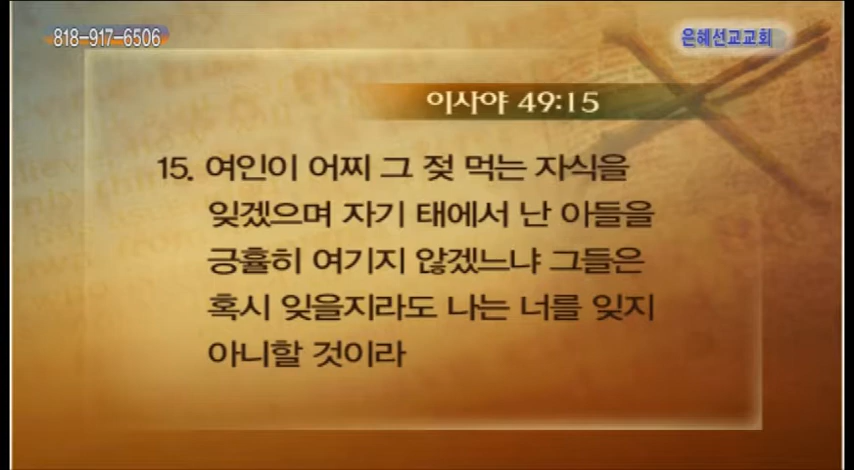 818-917-6506
은혜선교교회
이사야 49:15
15. 여인이 어찌 그 젖 먹는 자식을
잊겠으며 자기 태에서 난 아들을
긍휼히 여기지 않겠느냐 그들은
혹시 잊을지라도 나는 너를 잊지
아니할 것이라